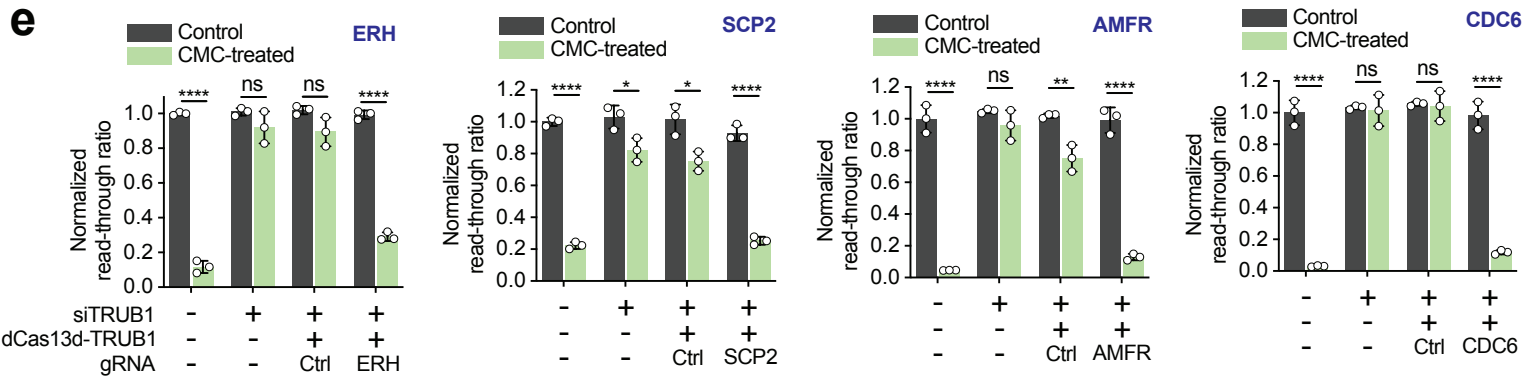 e
Control
CMC-treated
ERH
Normalized
read-through ratio
1.0
0.8
0.6
0.4
0.2
0.0
****
ns
ns
****
siTRUB1 - + + +
dCas13d-TRUB1 - - + +
gRNA - - Ctrl ERH
Control
CMC-treated
SCP2
Normalized
read-through ratio
1.2
1.0
0.8
0.6
0.4
0.2
0.0
****
*
*
****
- + + +
- - + +
- - Ctrl SCP2
Control
CMC-treated
AMFR
Normalized
read-through ratio
1.2
1.0
0.8
0.6
0.4
0.2
0.0
****
ns
**
****
- + + +
- - + +
- - Ctrl AMFR
Control
CMC-treated
CDC6
Normalized
read-through ratio
1.2
1.0
0.8
0.6
0.4
0.2
0.0
****
ns
ns
****
- + + +
- - + +
- - Ctrl CDC6